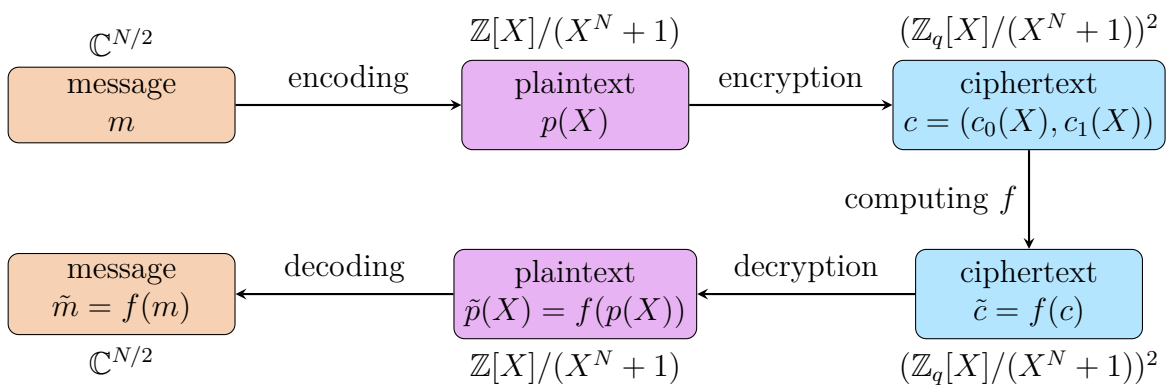 ℂ^{N/2}
ℤ[X]/(X^N + 1)
(ℤ_q[X]/(X^N + 1))^2
message
m
encoding
plaintext
p(X)
encryption
ciphertext
c = (c_0(X), c_1(X))
computing f
message
m̃ = f(m)
decoding
plaintext
p̃(X) = f(p(X))
decryption
ciphertext
c̃ = f(c)
ℂ^{N/2}
ℤ[X]/(X^N + 1)
(ℤ_q[X]/(X^N + 1))^2